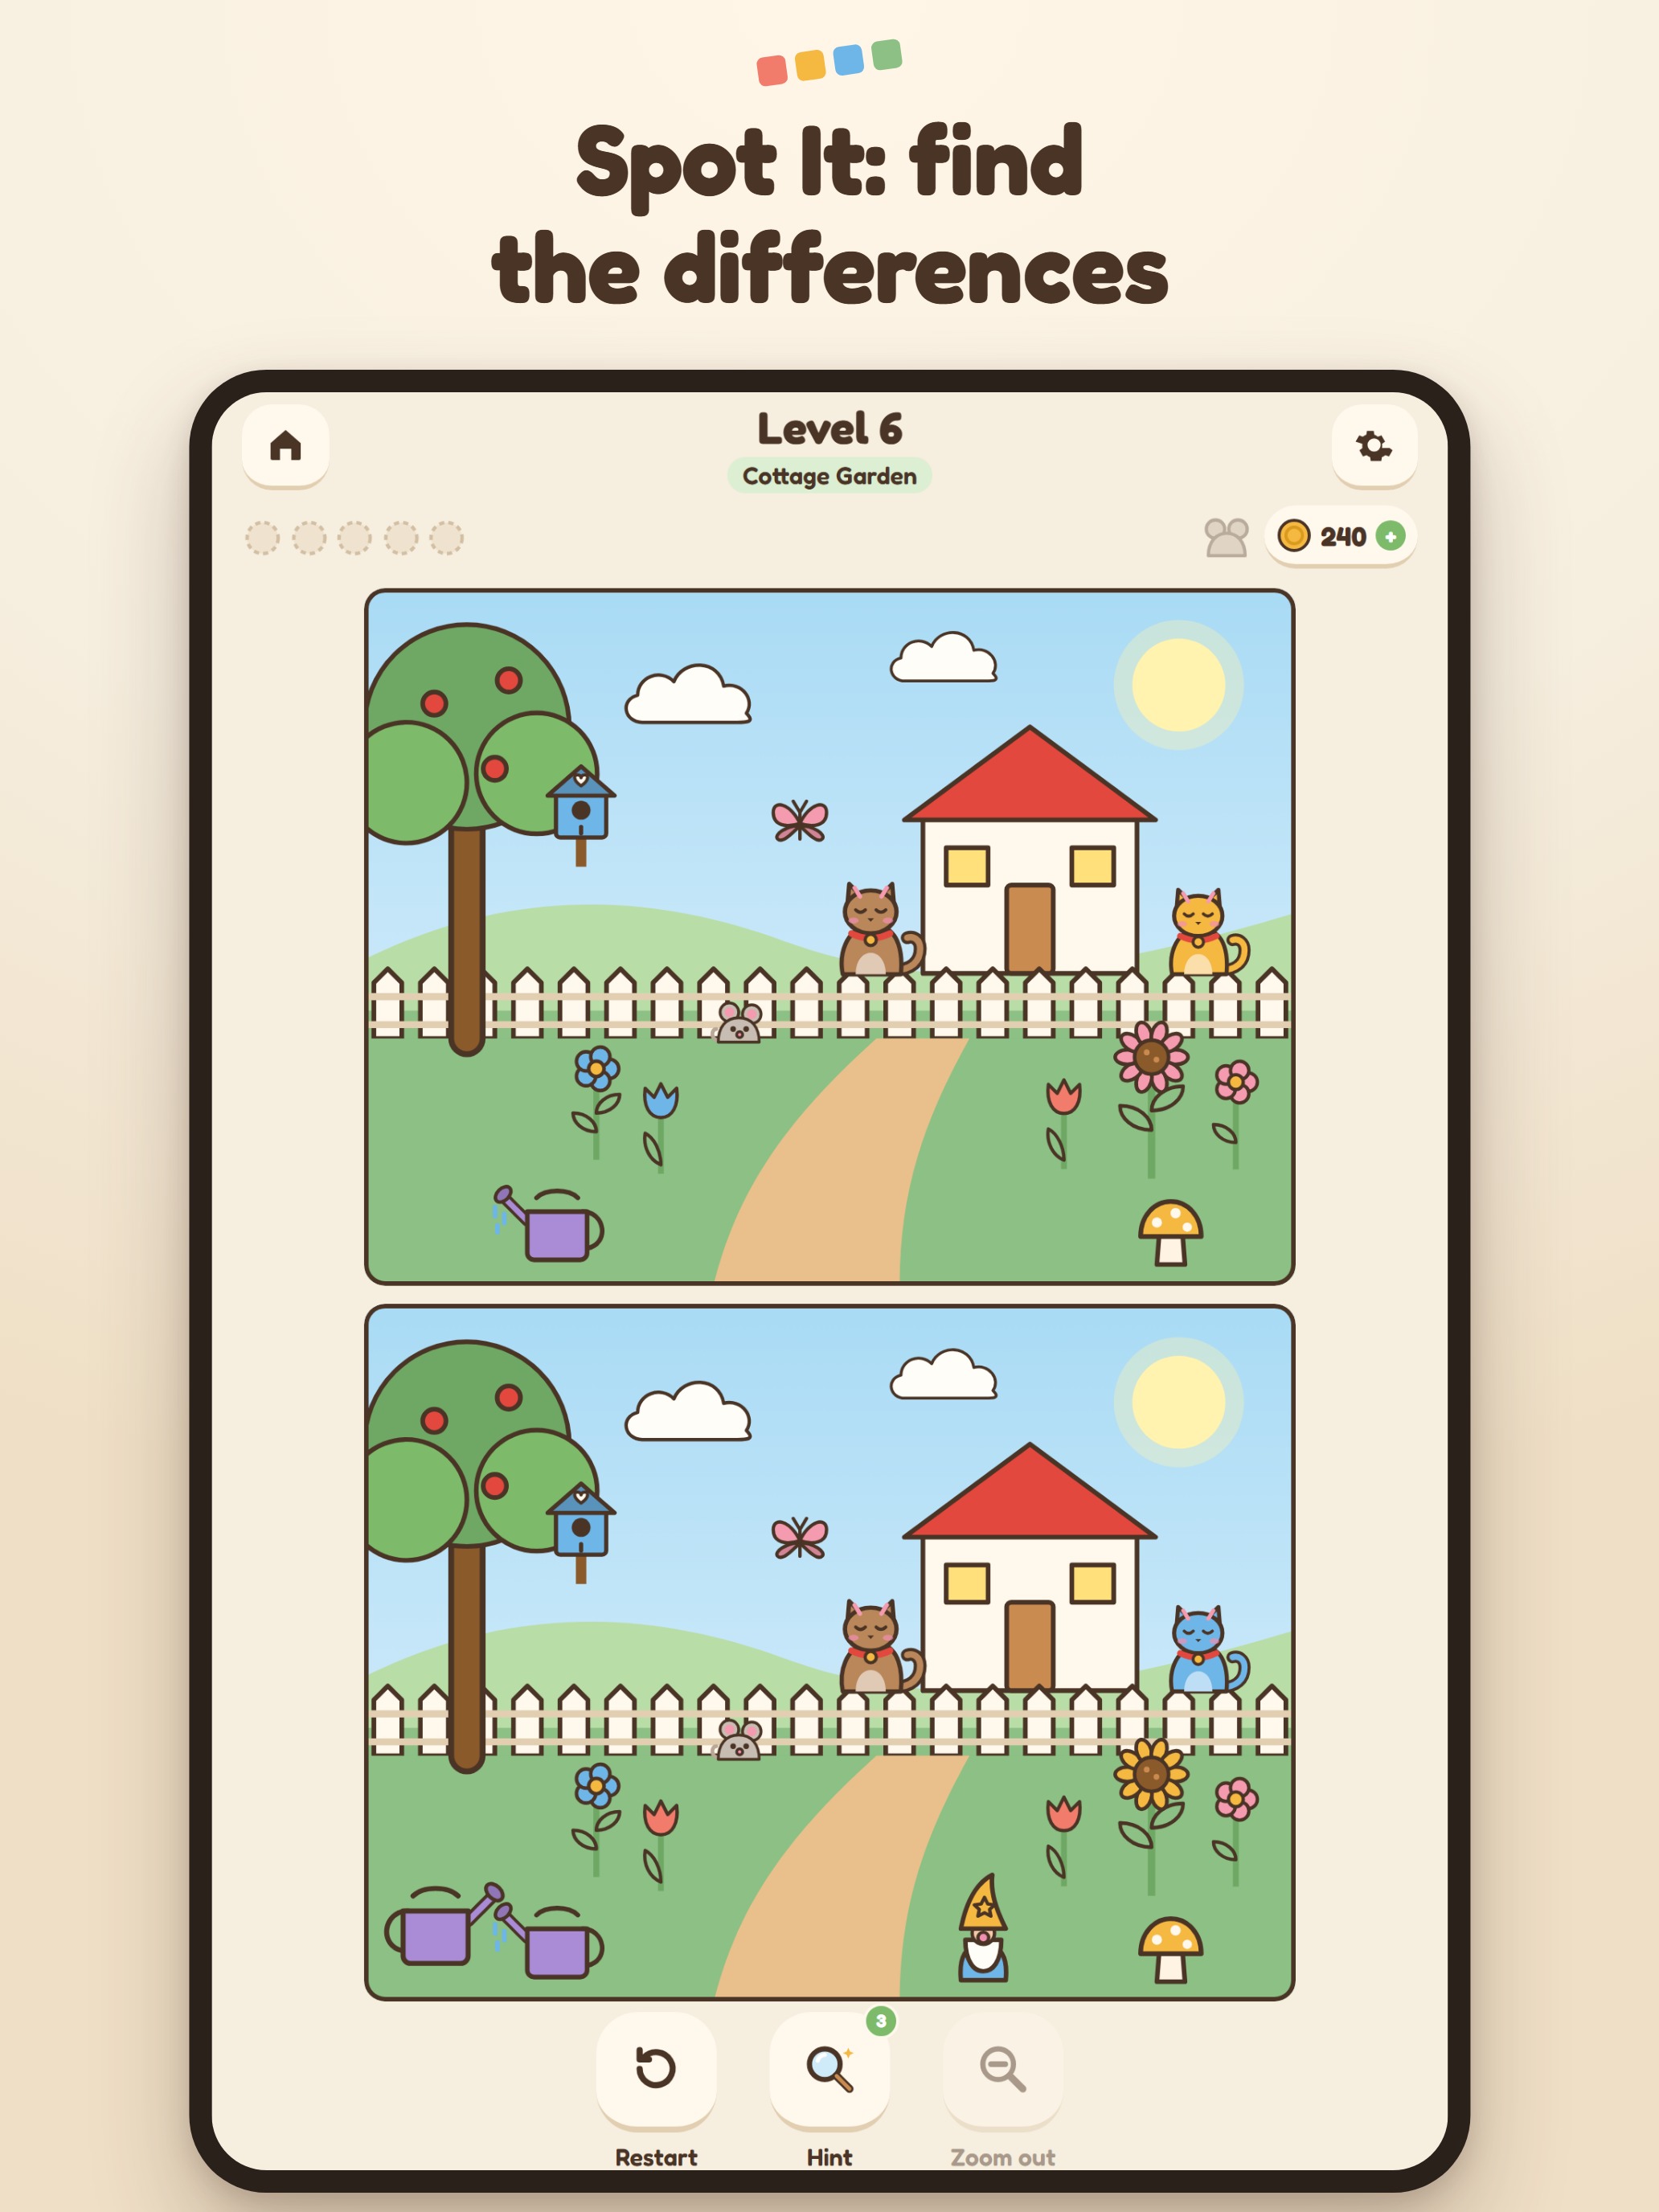 Spot It: find
the differences
Level 6
Cottage Garden
240 +
3
Restart
Hint
Zoom out